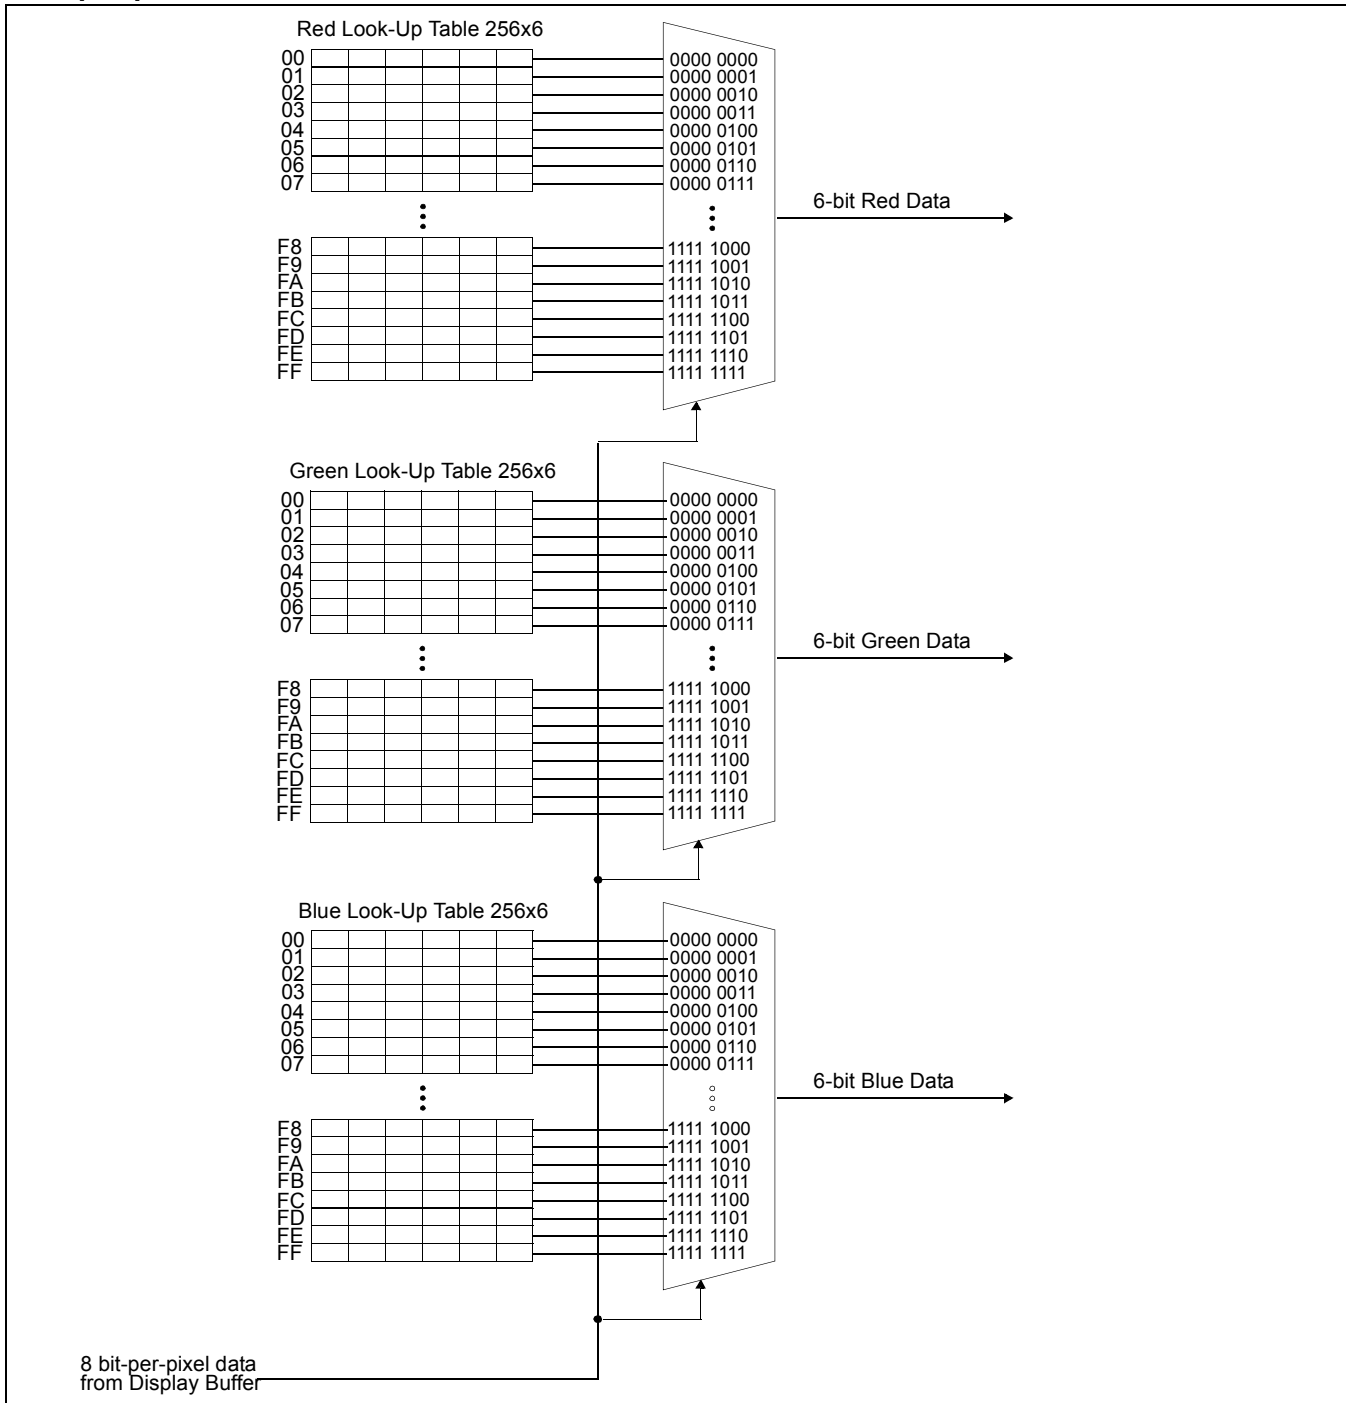 Red Look-Up Table 256x6
00 0000 0000
01 0000 0001
02 0000 0010
03 0000 0011
04 0000 0100
05 0000 0101
06 0000 0110
07 0000 0111
6-bit Red Data
F8 1111 1000
F9 1111 1001
FA 1111 1010
FB 1111 1011
FC 1111 1100
FD 1111 1101
FE 1111 1110
FF 1111 1111
Green Look-Up Table 256x6
00 0000 0000
01 0000 0001
02 0000 0010
03 0000 0011
04 0000 0100
05 0000 0101
06 0000 0110
07 0000 0111
6-bit Green Data
F8 1111 1000
F9 1111 1001
FA 1111 1010
FB 1111 1011
FC 1111 1100
FD 1111 1101
FE 1111 1110
FF 1111 1111
Blue Look-Up Table 256x6
00 0000 0000
01 0000 0001
02 0000 0010
03 0000 0011
04 0000 0100
05 0000 0101
06 0000 0110
07 0000 0111
6-bit Blue Data
F8 1111 1000
F9 1111 1001
FA 1111 1010
FB 1111 1011
FC 1111 1100
FD 1111 1101
FE 1111 1110
FF 1111 1111
8 bit-per-pixel data
from Display Buffer